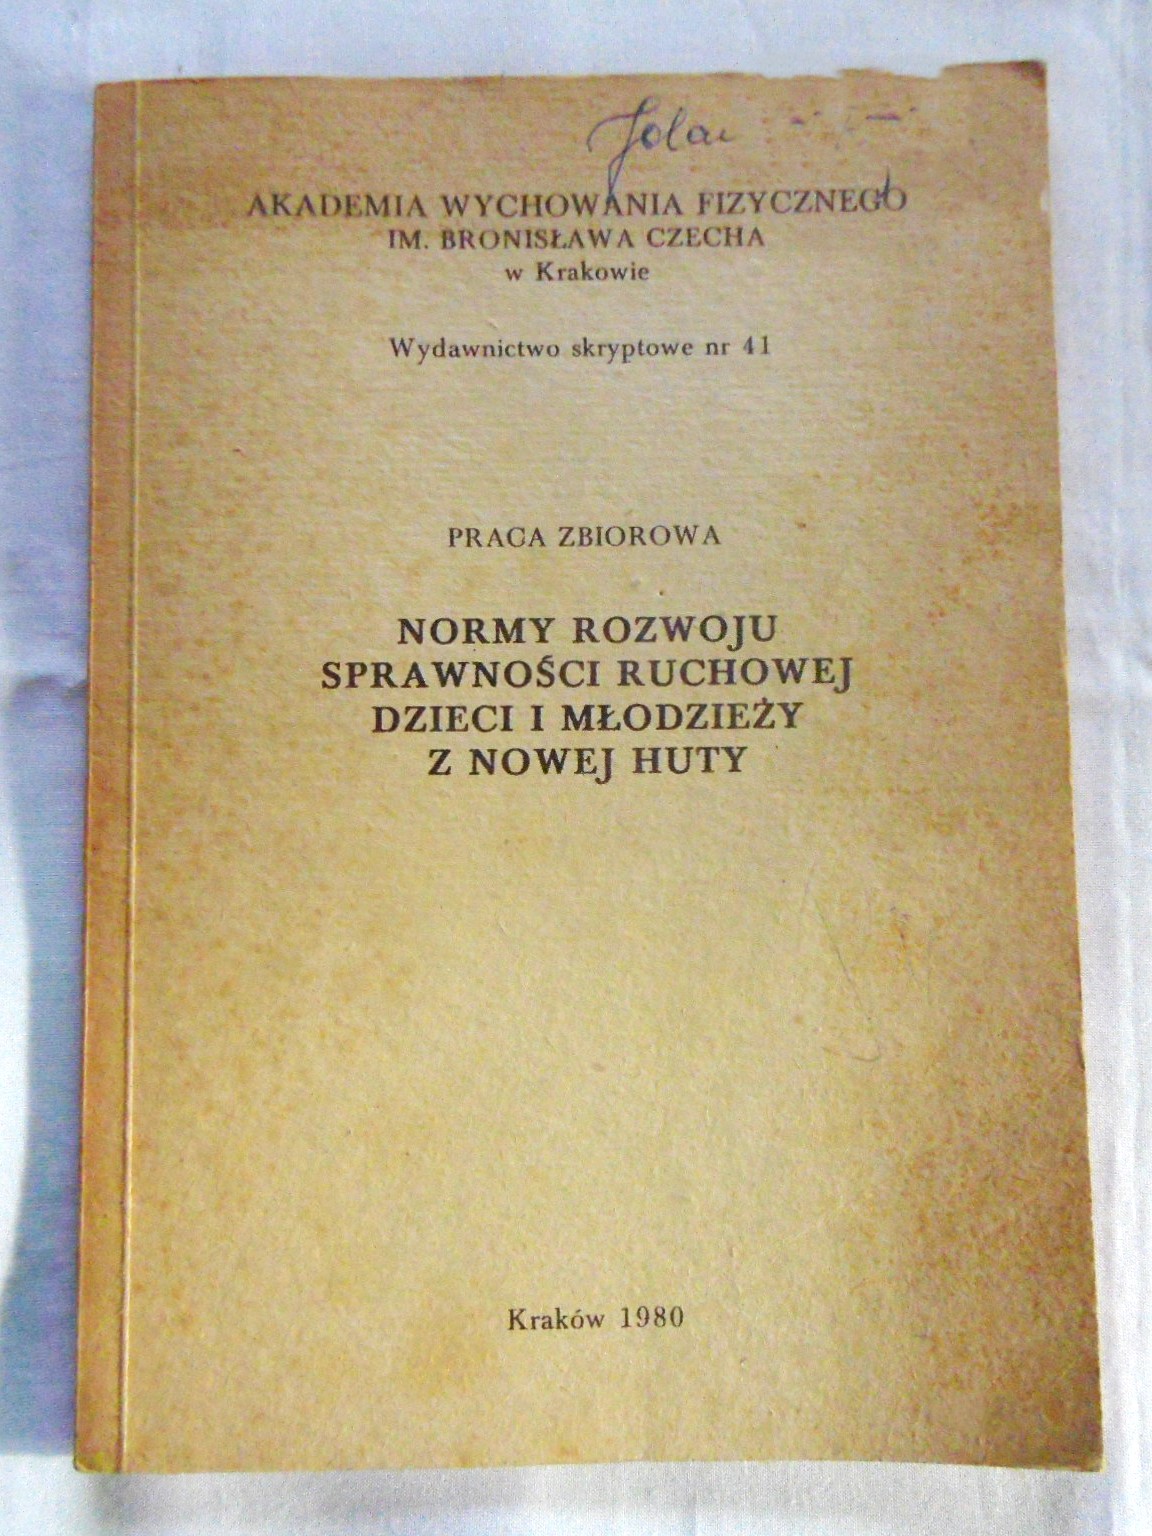 AKADEMIA WYCHOWANIA FIZYCZNEGO
IM. BRONISŁAWA CZECHA
w Krakowie
Wydawnictwo skryptowe nr 41
PRACA ZBIOROWA
NORMY ROZWOJU
SPRAWNOŚCI RUCHOWEJ
DZIECI I MŁODZIEŻY
Z NOWEJ HUTY
Kraków 1980